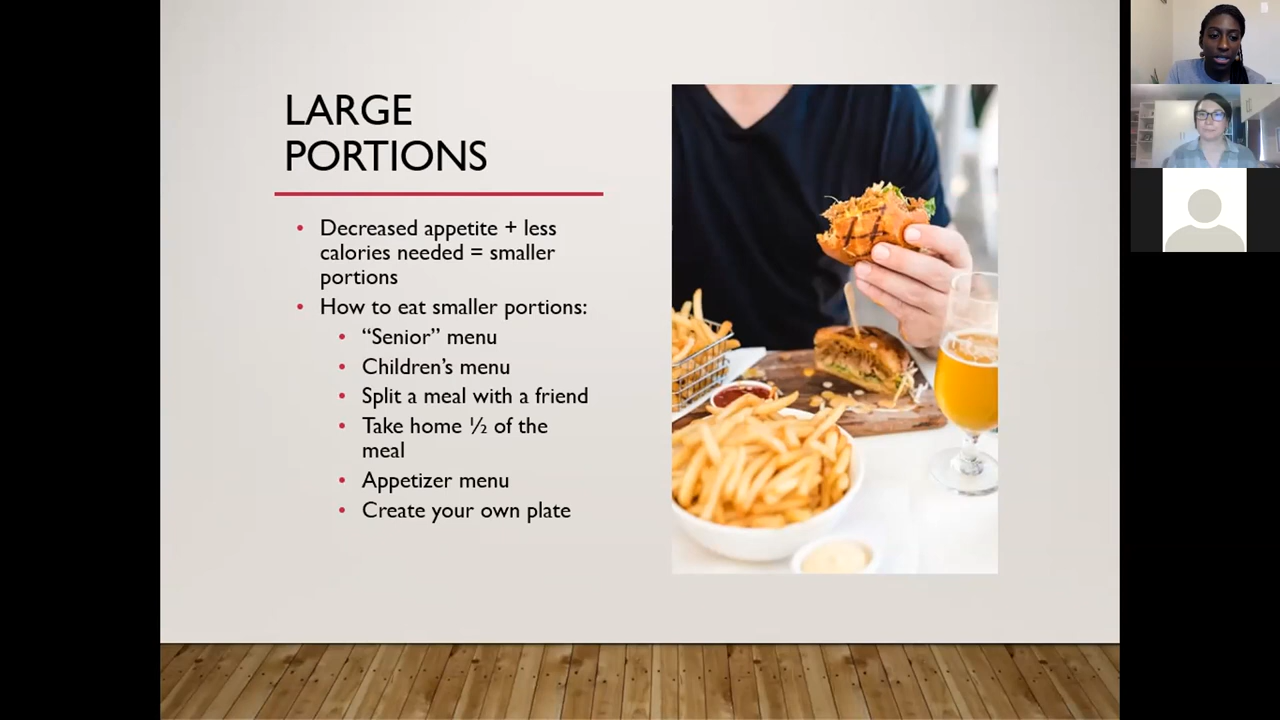 LARGE
PORTIONS
• Decreased appetite + less
calories needed = smaller
portions
• How to eat smaller portions:
• “Senior” menu
• Children’s menu
• Split a meal with a friend
• Take home ½ of the
meal
• Appetizer menu
• Create your own plate